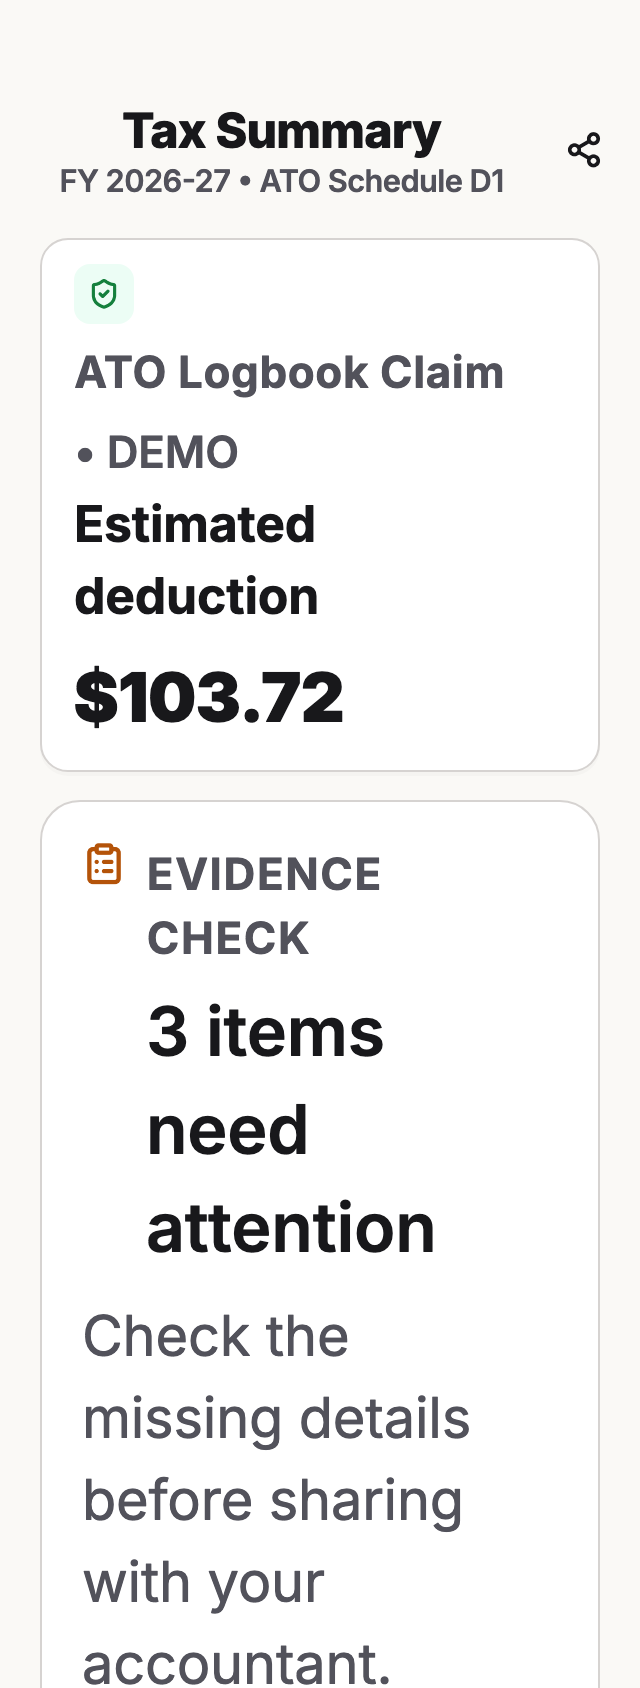 Tax Summary
FY 2026-27 • ATO Schedule D1
ATO Logbook Claim
• DEMO
Estimated
deduction
$103.72
EVIDENCE
CHECK
3 items
need
attention
Check the
missing details
before sharing
with your
accountant.